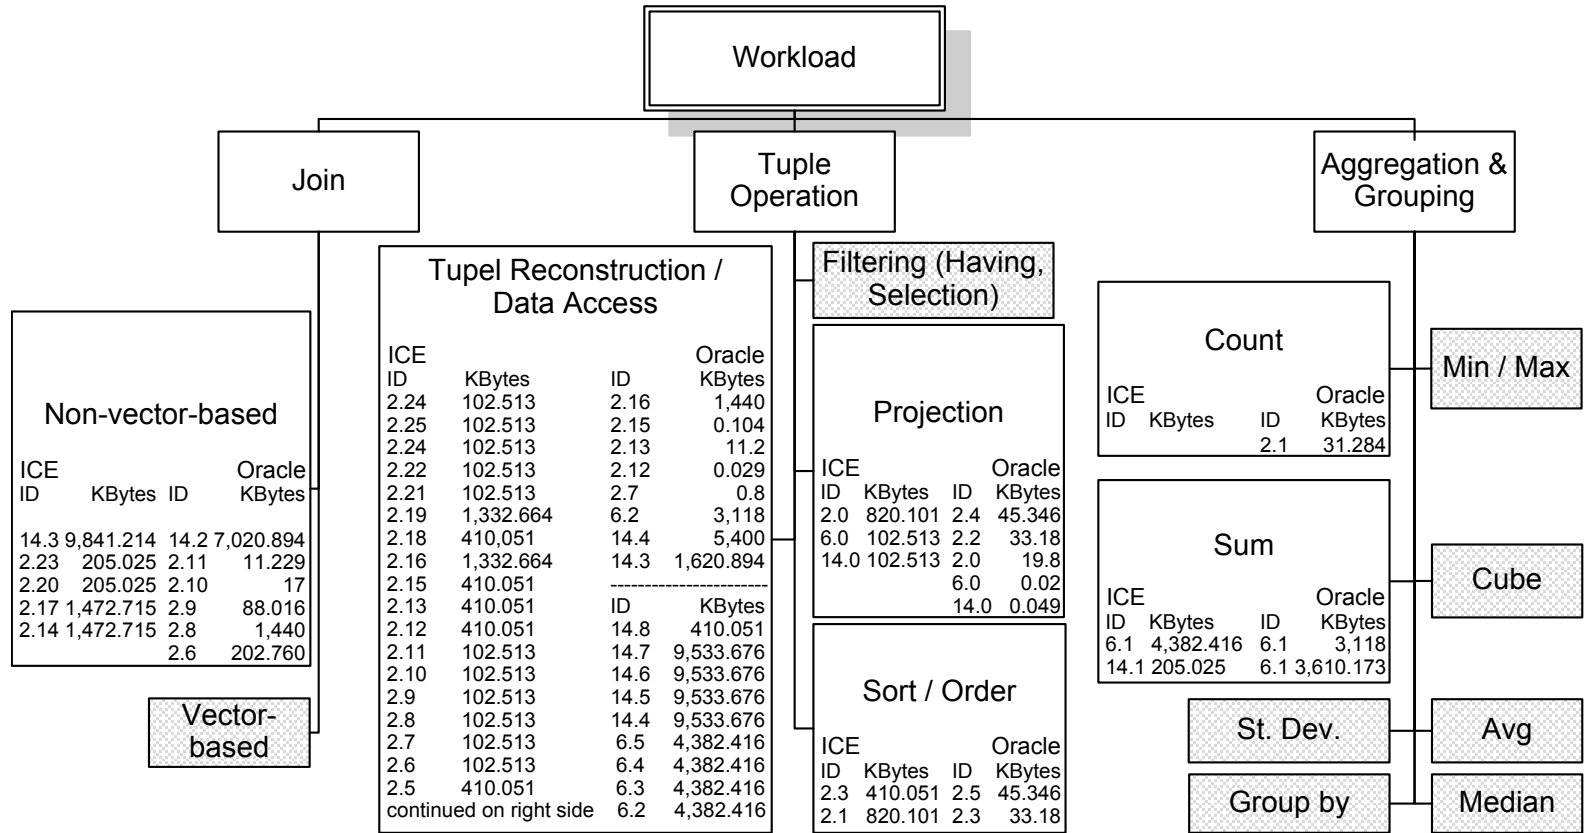 Workload
Join
Tuple
Operation
Aggregation &
Grouping
Non-vector-based
ICE Oracle
ID KBytes ID KBytes
14.3 9,841.214 14.2 7,020.894
2.23 205.025 2.11 11.229
2.20 205.025 2.10 17
2.17 1,472.715 2.9 88.016
2.14 1,472.715 2.8 1,440
2.6 202.760
Vector-
based
Tupel Reconstruction /
Data Access
ICE Oracle
ID KBytes ID KBytes
2.24 102.513 2.16 1,440
2.25 102.513 2.15 0.104
2.24 102.513 2.13 11.2
2.22 102.513 2.12 0.029
2.21 102.513 2.7 0.8
2.19 1,332.664 6.2 3,118
2.18 410,051 14.4 5,400
2.16 1,332.664 14.3 1,620.894
2.15 410.051 -----------------------
2.13 410.051 ID KBytes
2.12 410.051 14.8 410.051
2.11 102.513 14.7 9,533.676
2.10 102.513 14.6 9,533.676
2.9 102.513 14.5 9,533.676
2.8 102.513 14.4 9,533.676
2.7 102.513 6.5 4,382.416
2.6 102.513 6.4 4,382.416
2.5 410.051 6.3 4,382.416
continued on right side 6.2 4,382.416
Filtering (Having,
Selection)
Projection
ICE Oracle
ID KBytes ID KBytes
2.0 820.101 2.4 45.346
6.0 102.513 2.2 33.18
14.0 102.513 2.0 19.8
6.0 0.02
14.0 0.049
Sort / Order
ICE Oracle
ID KBytes ID KBytes
2.3 410.051 2.5 45.346
2.1 820.101 2.3 33.18
Count
ICE Oracle
ID KBytes ID KBytes
2.1 31.284
Min / Max
Sum
ICE Oracle
ID KBytes ID KBytes
6.1 4,382.416 6.1 3,118
14.1 205.025 6.1 3,610.173
Cube
St. Dev.
Avg
Group by
Median